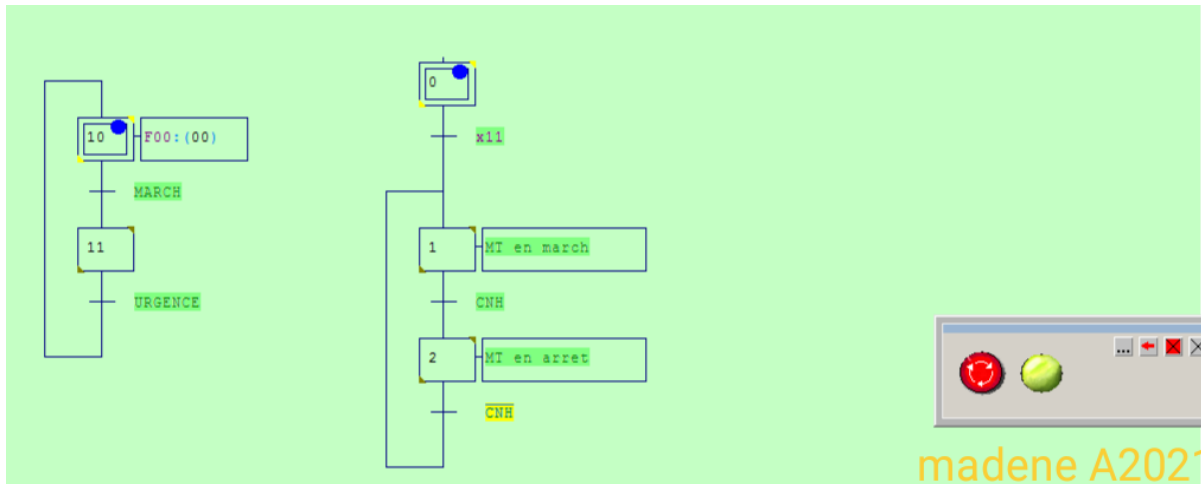 10 F00:(00)
MARCH
11
URGENCE
0
x11
1 MT en march
CNH
2 MT en arret
CNH
...
madene A2021